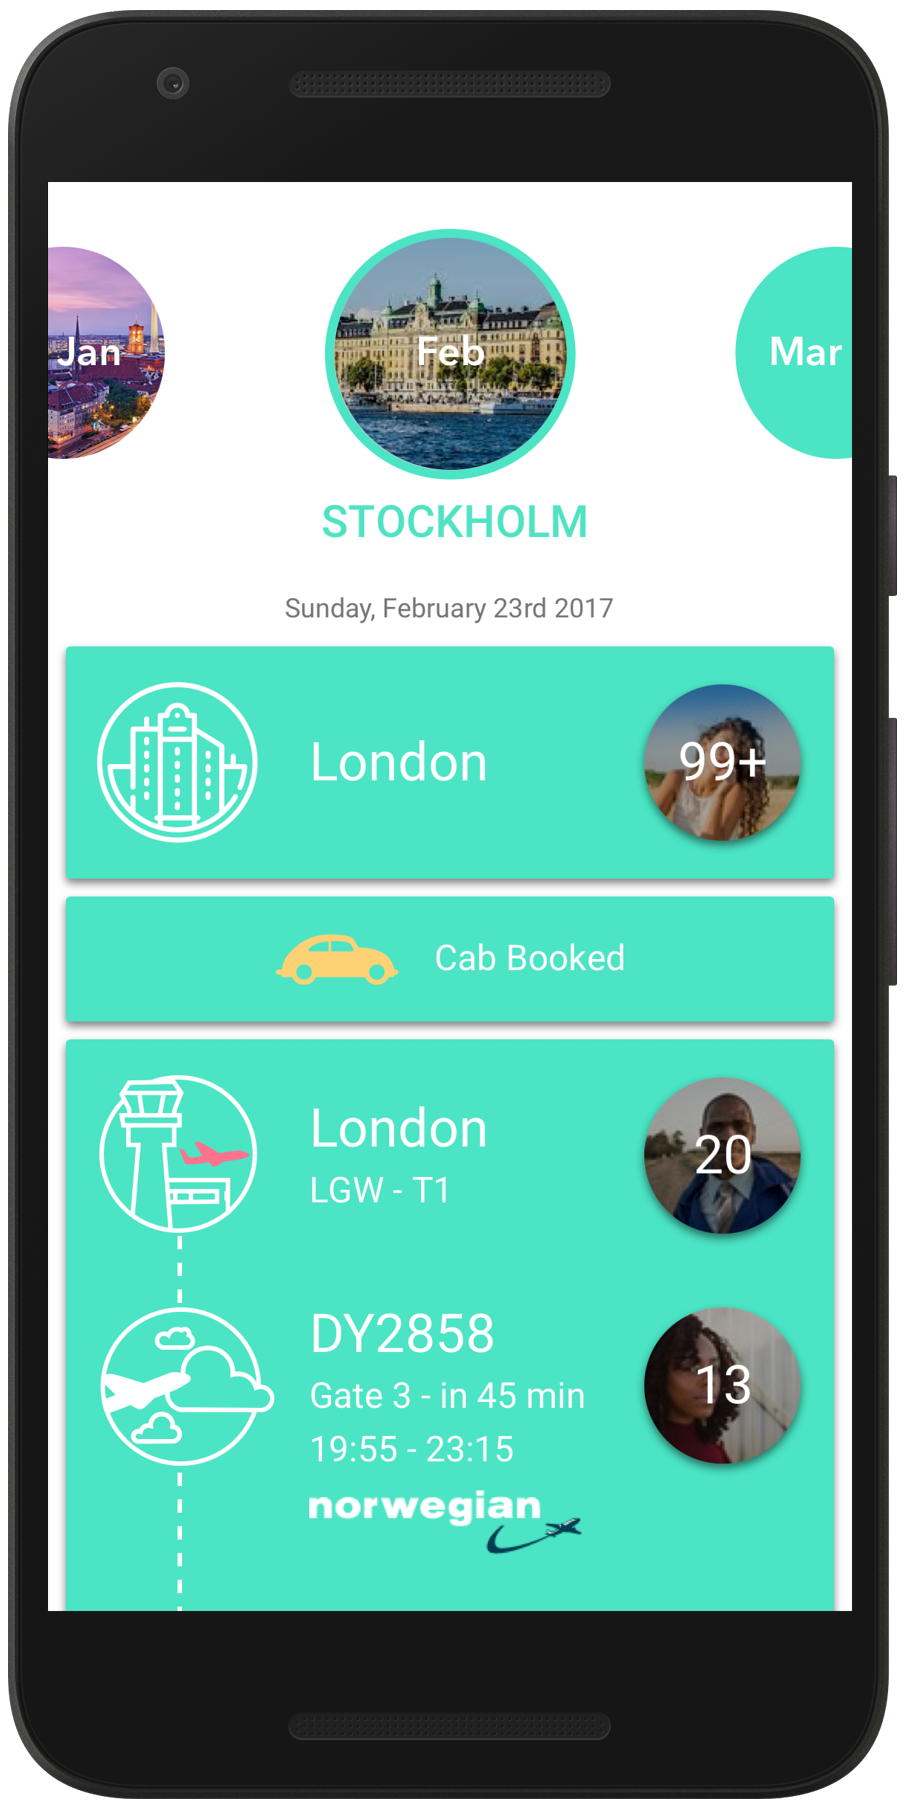 Jan
Feb
Mar
STOCKHOLM
Sunday, February 23rd 2017
London
99+
Cab Booked
London
20
LGW - T1
DY2858
13
Gate 3 - in 45 min
19:55 - 23:15
norwegian